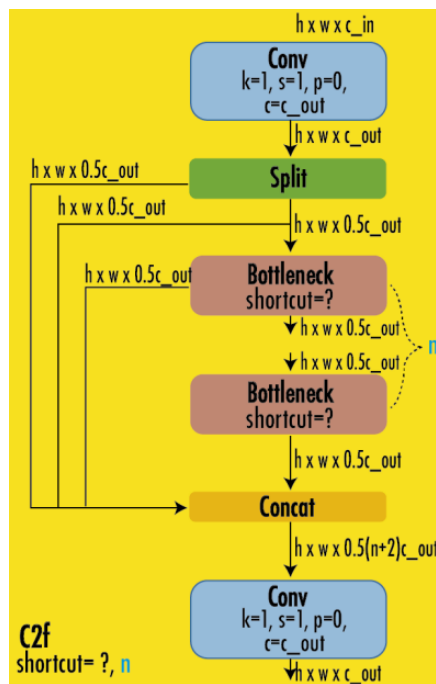 h x w x c_in
Conv
k=1, s=1, p=0,
c=c_out
h x w x c_out
h x w x 0.5c_out
Split
h x w x 0.5c_out
h x w x 0.5c_out
h x w x 0.5c_out
Bottleneck
shortcut=?
h x w x 0.5c_out
n
h x w x 0.5c_out
Bottleneck
shortcut=?
h x w x 0.5c_out
Concat
h x w x 0.5(n+2)c_out
Conv
k=1, s=1, p=0,
c=c_out
C2f
shortcut= ?, n
h x w x c_out